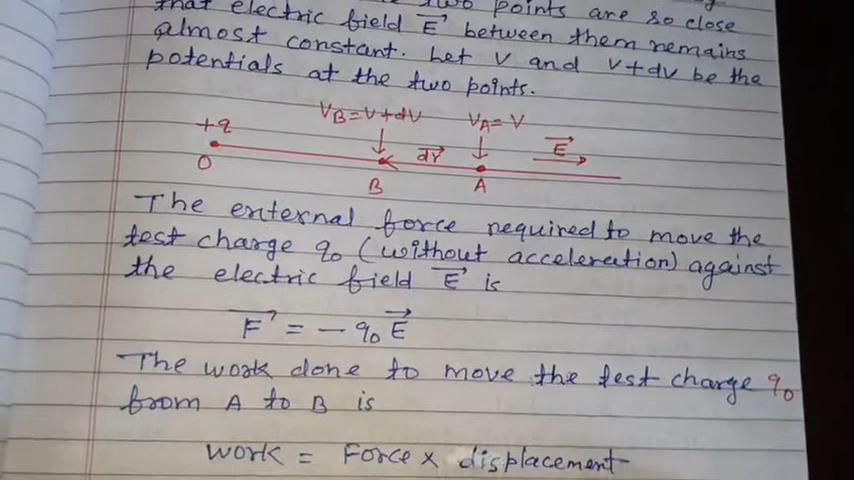 that electric field E→ between them remains
almost constant. Let V and V+dV be the
potentials at the two points.
+q VB=V+dV VA=V E→
O B dr→ A
The external force required to move the
test charge q₀ (without acceleration) against
the electric field E→ is
F→ = - q₀ E→
The work done to move the test charge q₀
from A to B is
work = Force × displacement